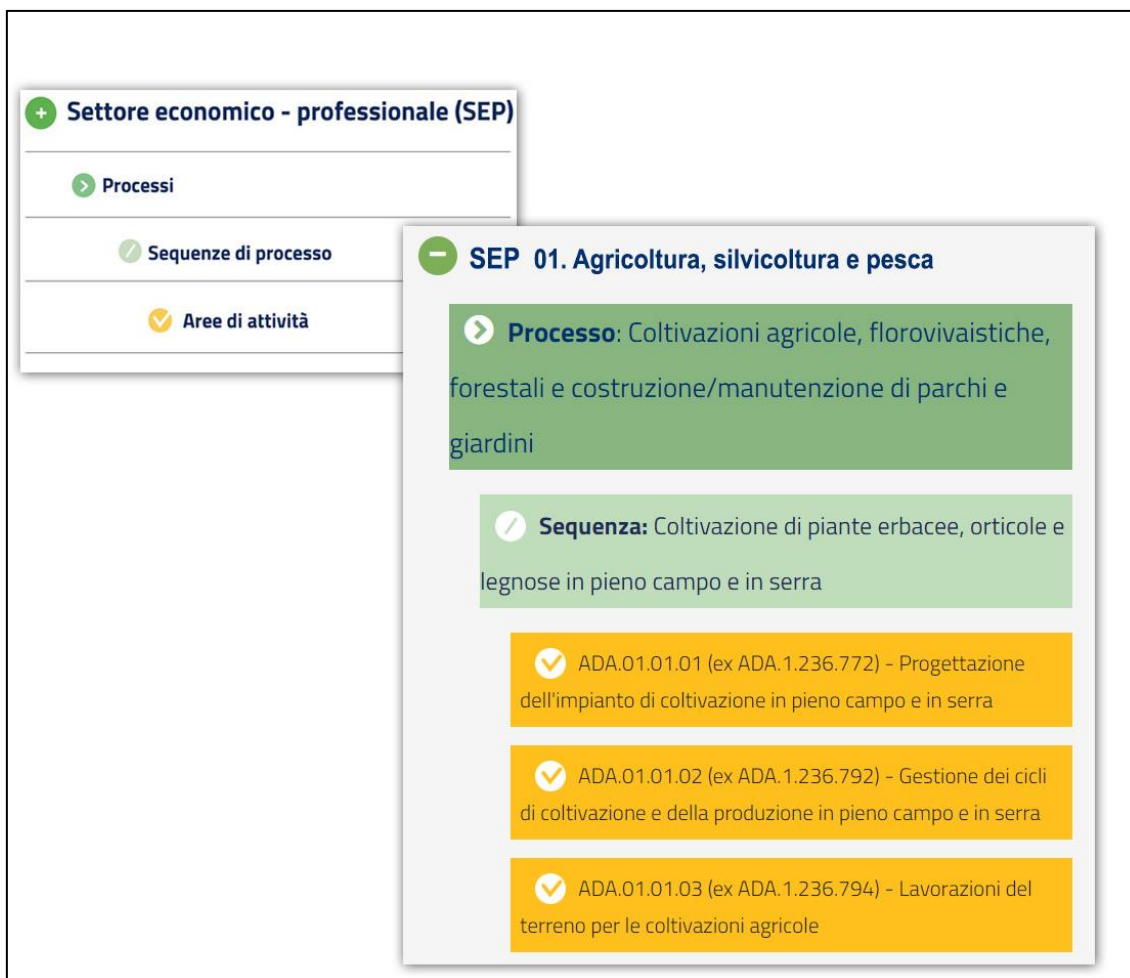 Settore economico - professionale (SEP)
Processi
Sequenze di processo
Aree di attività
SEP 01. Agricoltura, silvicoltura e pesca
Processo: Coltivazioni agricole, florovivaistiche,
forestali e costruzione/manutenzione di parchi e
giardini
Sequenza: Coltivazione di piante erbacee, orticole e
legnose in pieno campo e in serra
ADA.01.01.01 (ex ADA.1.236.772) - Progettazione
dell'impianto di coltivazione in pieno campo e in serra
ADA.01.01.02 (ex ADA.1.236.792) - Gestione dei cicli
di coltivazione e della produzione in pieno campo e in serra
ADA.01.01.03 (ex ADA.1.236.794) - Lavorazioni del
terreno per le coltivazioni agricole